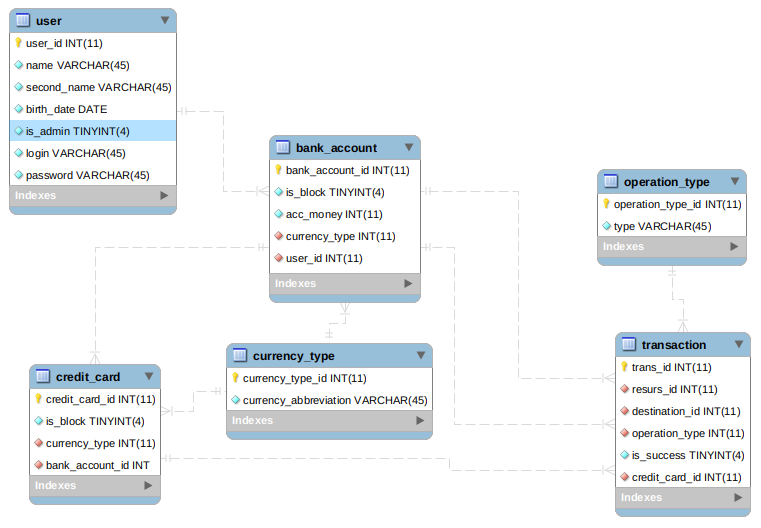 user
user_id INT(11)
name VARCHAR(45)
second_name VARCHAR(45)
birth_date DATE
is_admin TINYINT(4)
login VARCHAR(45)
password VARCHAR(45)
Indexes
bank_account
bank_account_id INT(11)
is_block TINYINT(4)
acc_money INT(11)
currency_type INT(11)
user_id INT(11)
Indexes
operation_type
operation_type_id INT(11)
type VARCHAR(45)
Indexes
credit_card
credit_card_id INT(11)
is_block TINYINT(4)
currency_type INT(11)
bank_account_id INT
Indexes
currency_type
currency_type_id INT(11)
currency_abbreviation VARCHAR(45)
Indexes
transaction
trans_id INT(11)
resurs_id INT(11)
destination_id INT(11)
operation_type INT(11)
is_success TINYINT(4)
credit_card_id INT(11)
Indexes